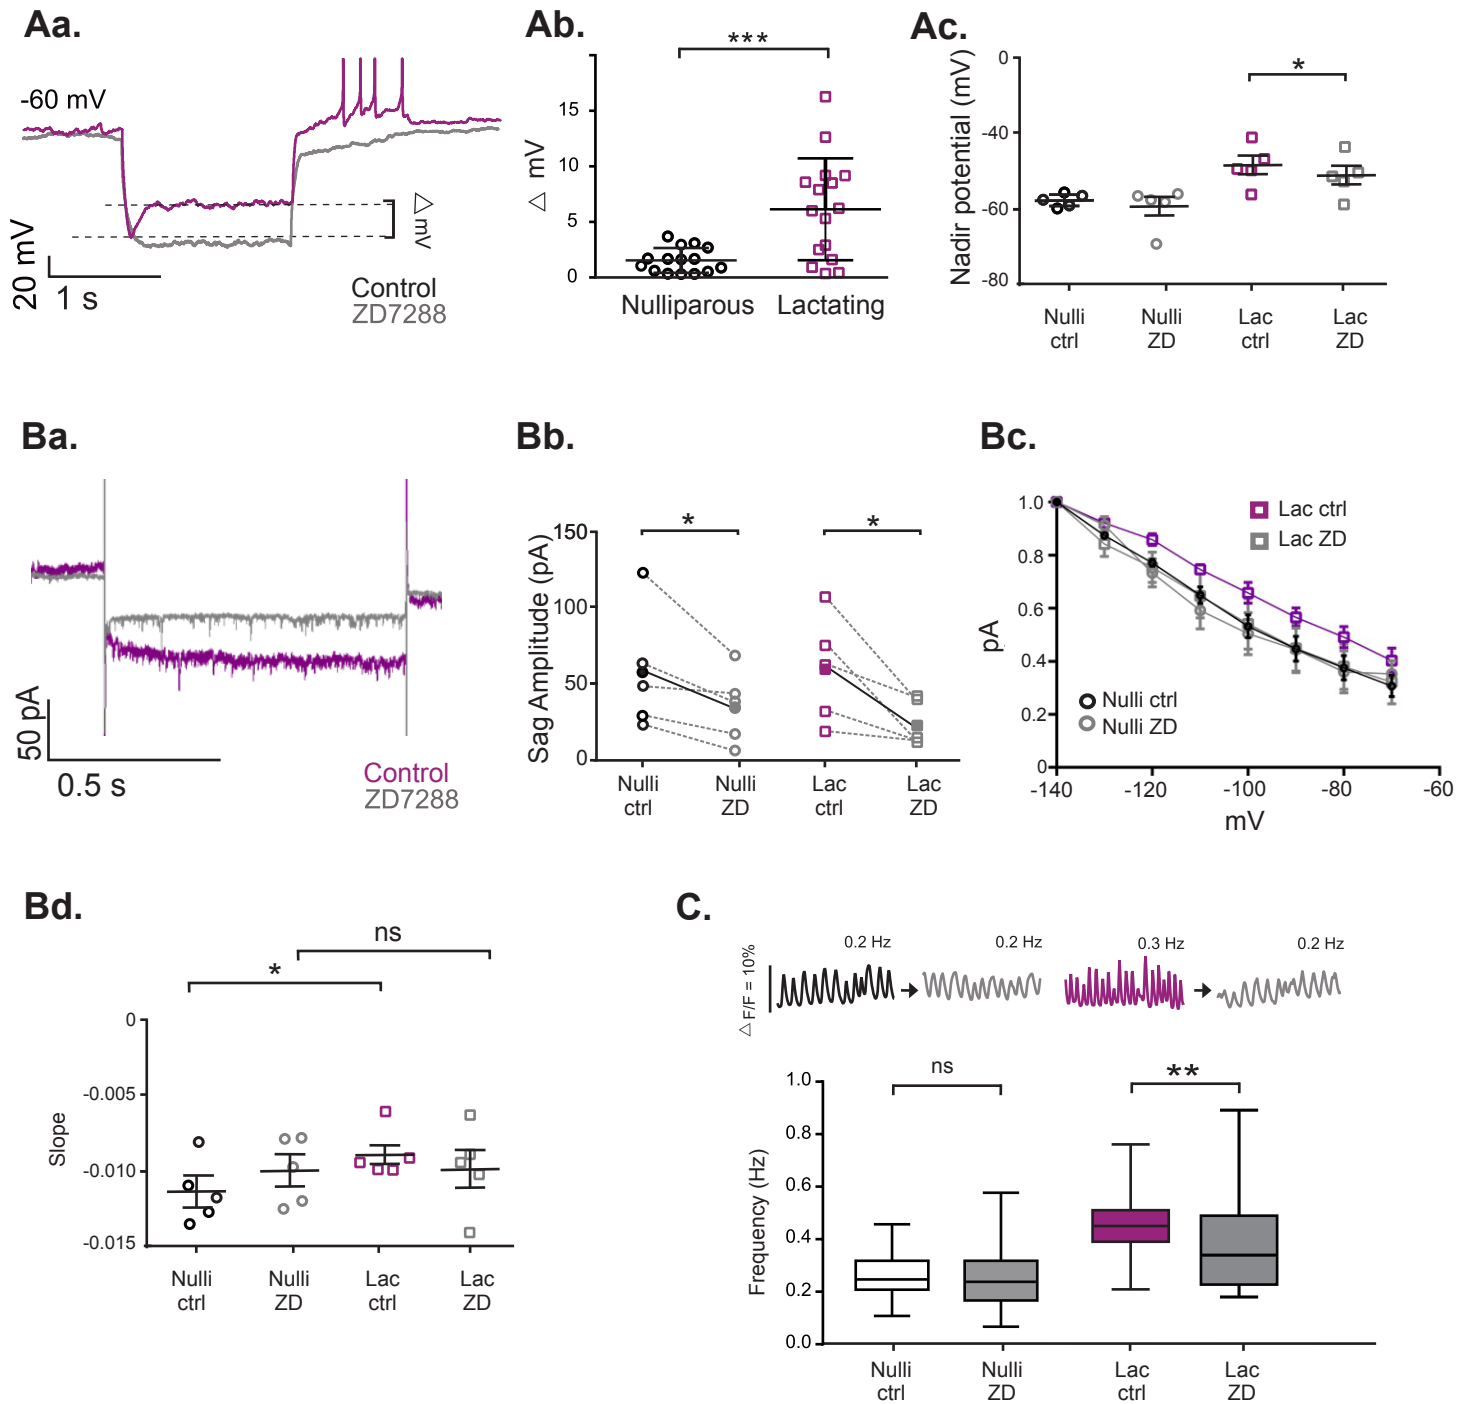 Aa.
-60 mV
△ mV
20 mV
1 s
Control
ZD7288
Ab.
***
△ mV
15
10
5
0
Nulliparous
Lactating
Ac.
*
Nadir potential (mV)
0
-40
-60
-80
Nulli
ctrl
Nulli
ZD
Lac
ctrl
Lac
ZD
Ba.
50 pA
0.5 s
Control
ZD7288
Bb.
*
*
Sag Amplitude (pA)
150
100
50
0
Nulli
ctrl
Nulli
ZD
Lac
ctrl
Lac
ZD
Bc.
pA
1.0
0.8
0.6
0.4
0.2
0
Lac ctrl
Lac ZD
Nulli ctrl
Nulli ZD
-140
-120
-100
-80
-60
mV
Bd.
ns
*
Slope
0
-0.005
-0.010
-0.015
Nulli
ctrl
Nulli
ZD
Lac
ctrl
Lac
ZD
C.
△ F/F = 10%
0.2 Hz
0.2 Hz
0.3 Hz
0.2 Hz
ns
**
Frequency (Hz)
1.0
0.8
0.6
0.4
0.2
0.0
Nulli
ctrl
Nulli
ZD
Lac
ctrl
Lac
ZD